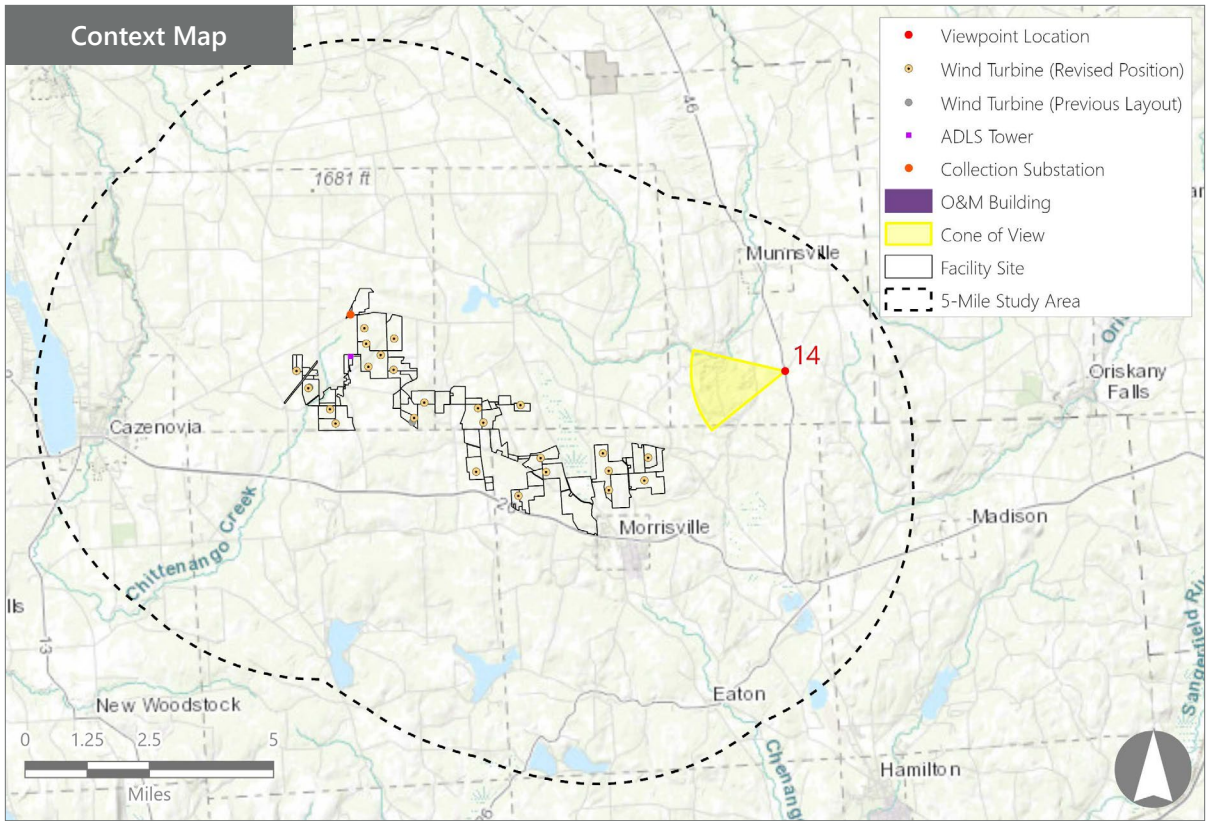 Context Map
Viewpoint Location
Wind Turbine (Revised Position)
Wind Turbine (Previous Layout)
ADLS Tower
Collection Substation
O&M Building
Cone of View
Facility Site
5-Mile Study Area
46
1681 ft
Munnsville
14
Oriskany
Falls
Cazenovia
20
Morrisville
Madison
Chittenango Creek
lls
13
New Woodstock
Eaton
Hamilton
26
0 1.25 2.5 5
Miles